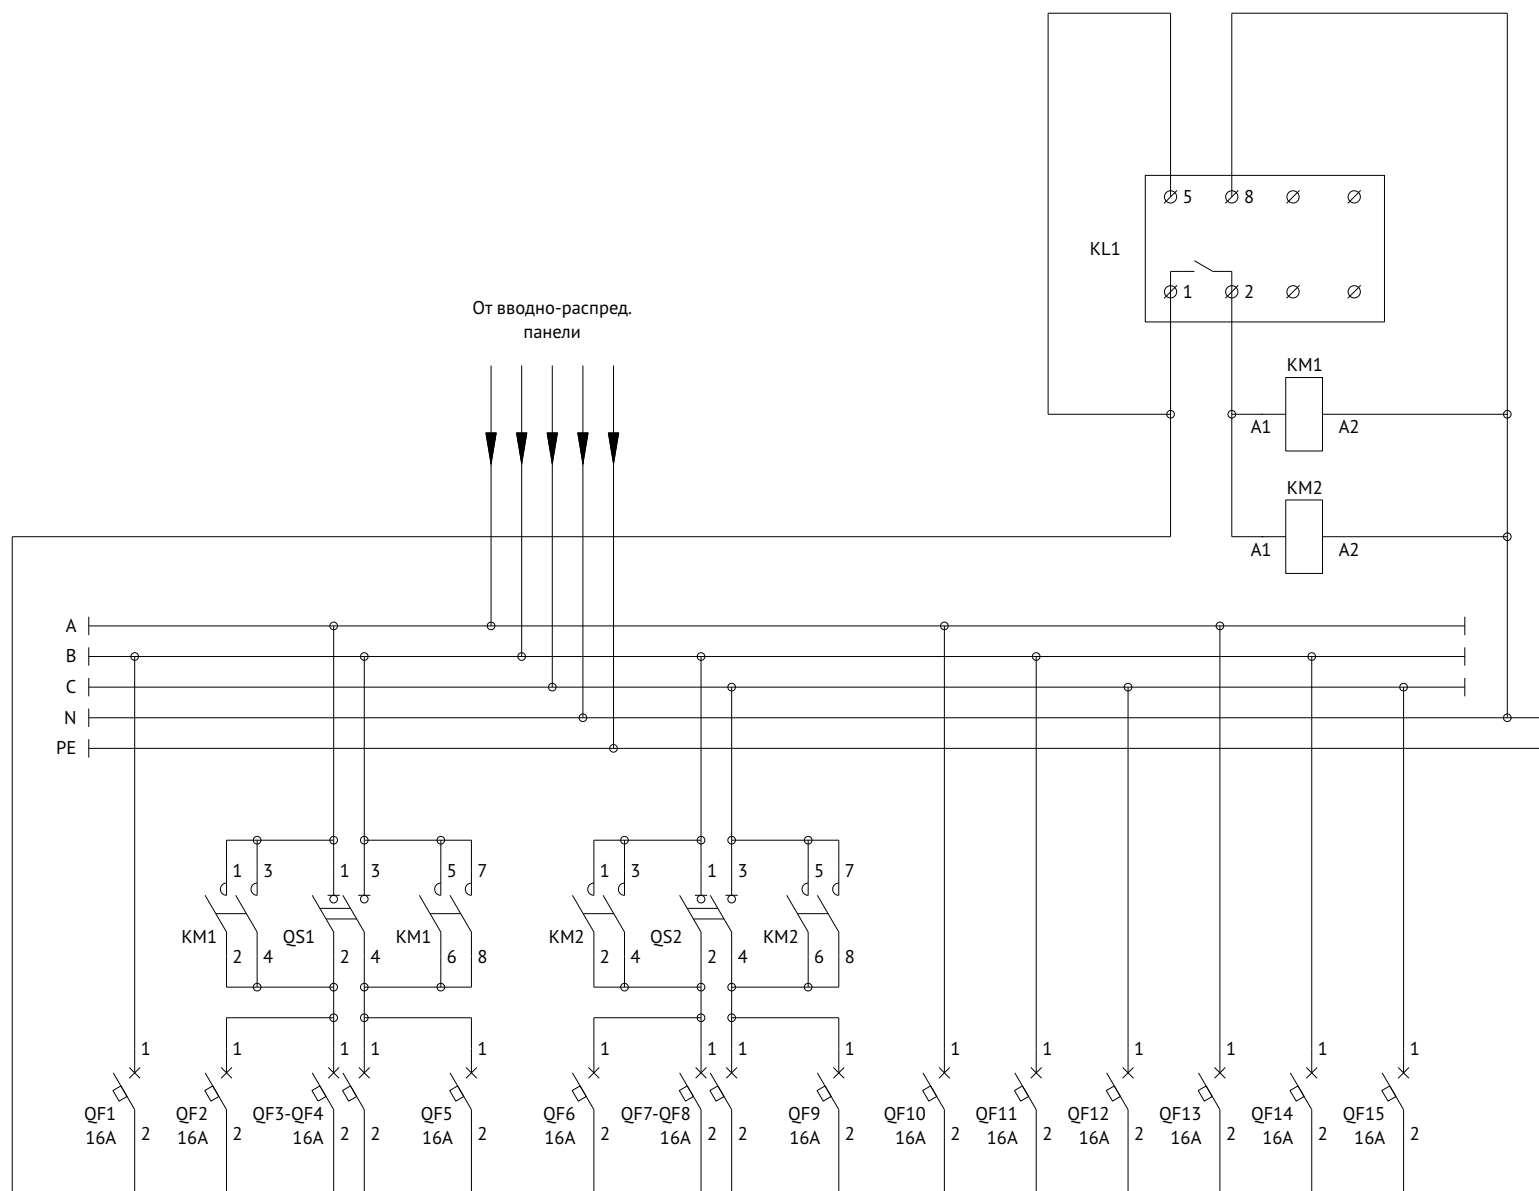 5 8
KL1
1 2
От вводно-распред.
панели
KM1
A1 A2
KM2
A1 A2
A
B
C
N
PE
1 3 1 3 5 7 1 3 1 3 5 7
KM1 QS1 KM1 KM2 QS2 KM2
2 4 2 4 6 8 2 4 2 4 6 8
1 1 1 1 1 1 1 1 1 1 1 1 1 1 1
QF1 QF2 QF3-QF4 QF5 QF6 QF7-QF8 QF9 QF10 QF11 QF12 QF13 QF14 QF15
16A 2 16A 2 16A 2 2 16A 2 16A 2 16A 2 2 16A 2 16A 2 16A 2 16A 2 16A 2 16A 2 16A 2